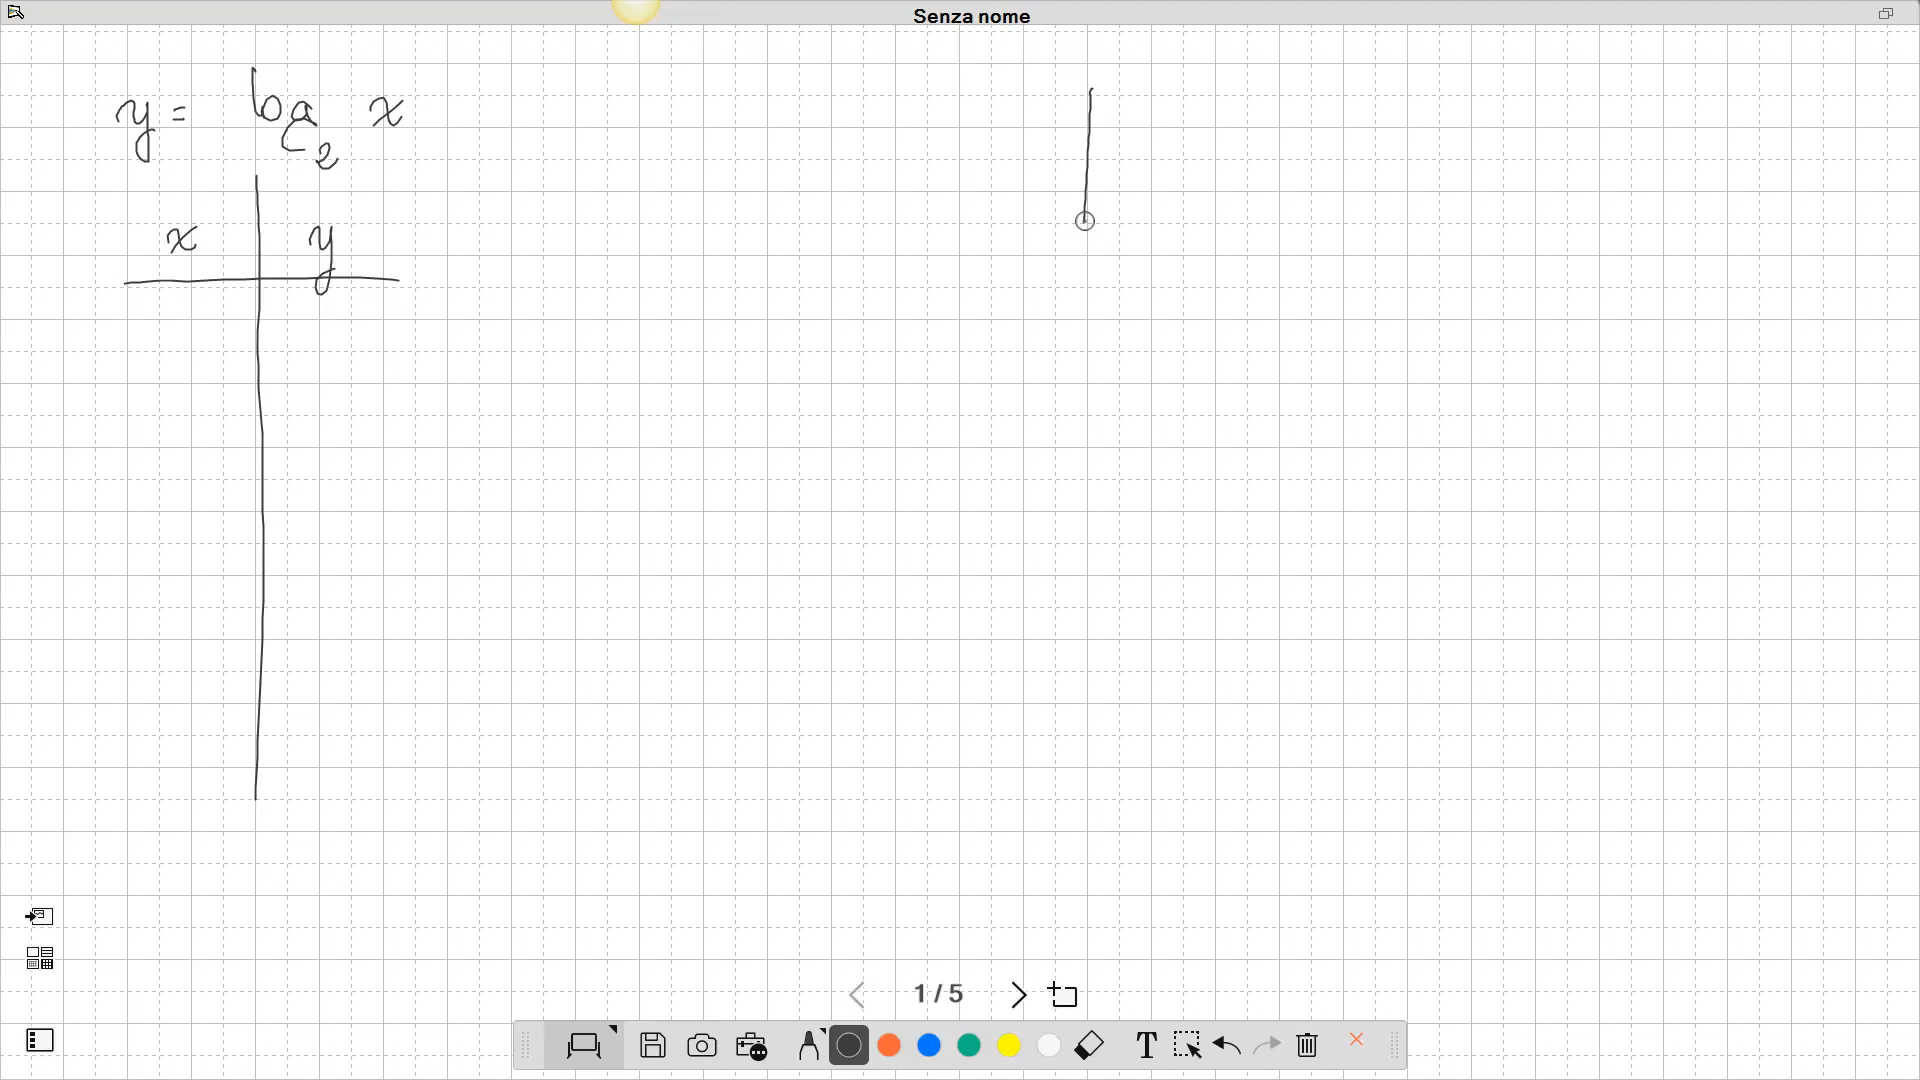 Senza nome
y = log₂ x
x y
1 / 5
T